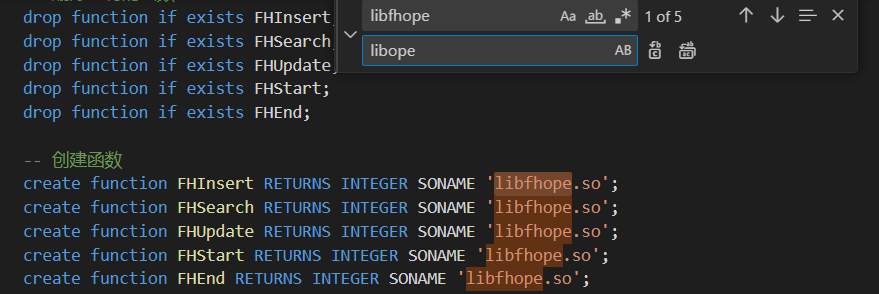 drop function if exists FHInsert
libfhope
Aa
ab
1 of 5
drop function if exists FHSearch
drop function if exists FHUpdate
libope
AB
drop function if exists FHStart;
drop function if exists FHEnd;
-- 创建函数
create function FHInsert RETURNS INTEGER SONAME 'libfhope.so';
create function FHSearch RETURNS INTEGER SONAME 'libfhope.so';
create function FHUpdate RETURNS INTEGER SONAME 'libfhope.so';
create function FHStart RETURNS INTEGER SONAME 'libfhope.so';
create function FHEnd RETURNS INTEGER SONAME 'libfhope.so';